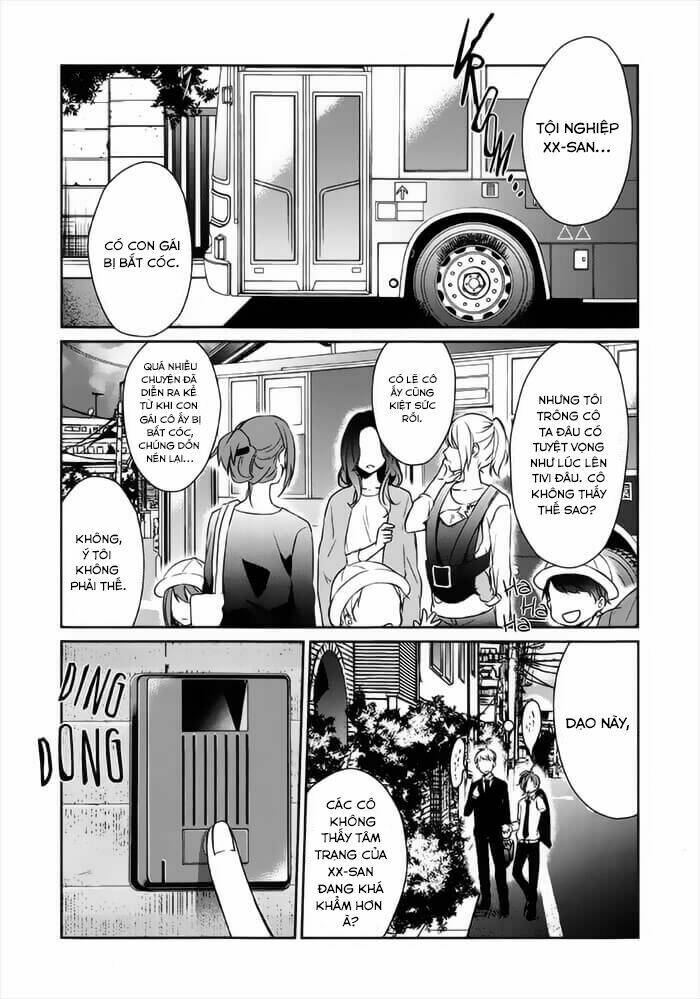 VROOM...
TỘI NGHIỆP
XX-SAN...
CÓ CON GÁI
BỊ BẮT CÓC.
NHƯNG TÔI
TRÔNG CÔ
TA ĐÂU CÓ
TUYỆT VỌNG
NHƯ LÚC LÊN
TIVI ĐÂU. CÔ
KHÔNG THẤY
THẾ SAO?
CÓ LẼ CÔ
ẤY CŨNG
KIỆT SỨC
RỒI.
QUÁ NHIỀU
CHUYỆN ĐÃ
DIỄN RA KỂ
TỪ KHI CON
GÁI CÔ ẤY BỊ
BẮT CÓC,
CHÚNG DỒN
NÉN LẠI...
KHÔNG,
Ý TÔI
KHÔNG
PHẢI THẾ.
Ha
Ha
Ha
DẠO NÀY,
CÁC CÔ
KHÔNG
THẤY TÂM
TRẠNG CỦA
XX-SAN
ĐANG KHÁ
KHẨM HƠN
À?
DING
DONG